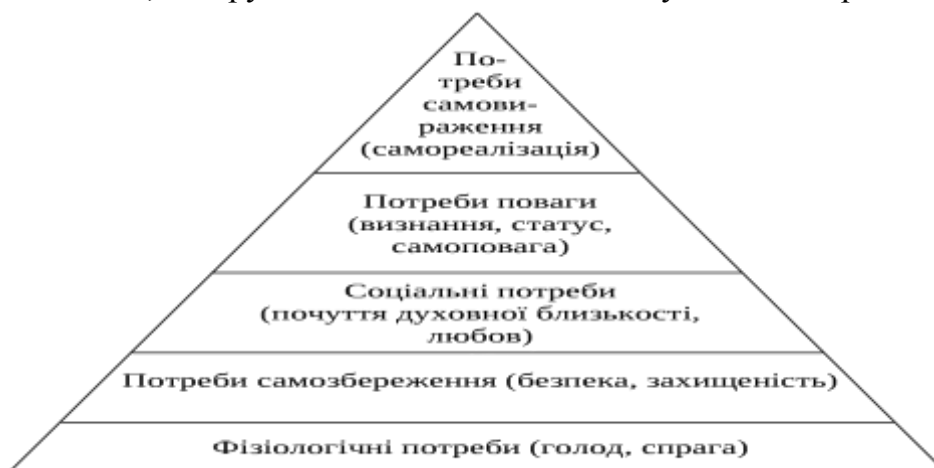 По-
треби
самови-
раження
(самореалізація)
Потреби поваги
(визнання, статус,
самоповага)
Соціальні потреби
(почуття духовної близькості,
любов)
Потреби самозбереження (безпека, захищеність)
Фізіологічні потреби (голод, спрага)